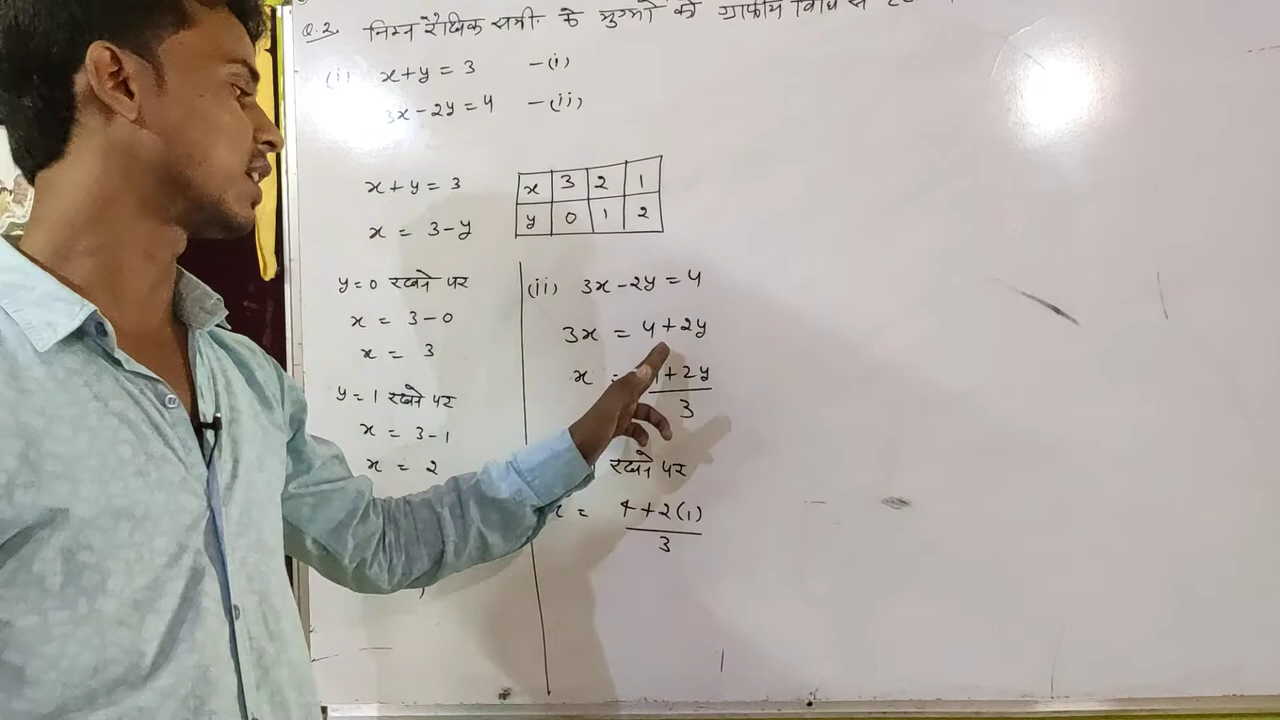 Q.2. निम्न रैखिक समी. के युग्मों को ग्राफीय विधि से
(i) x+y = 3 -(i)
3x-2y = 4 -(ii)
x+y = 3
x = 3-y
x 3 2 1
y 0 1 2
y=0 रखने पर
x = 3-0
x = 3
y=1 रखने पर
x = 3-1
x = 2
(ii) 3x-2y = 4
3x = 4+2y
x = 4+2y
3
रखने पर
x = 4+2(1)
3